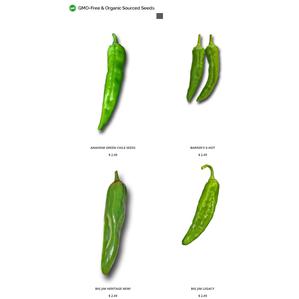 GMO-Free & Organic Sourced Seeds
ANAHEIM GREEN CHILE SEEDS
$ 2.49
BARKER'S X-HOT
$ 2.49
BIG JIM HERITAGE NEW!
$ 2.49
BIG JIM LEGACY
$ 2.49